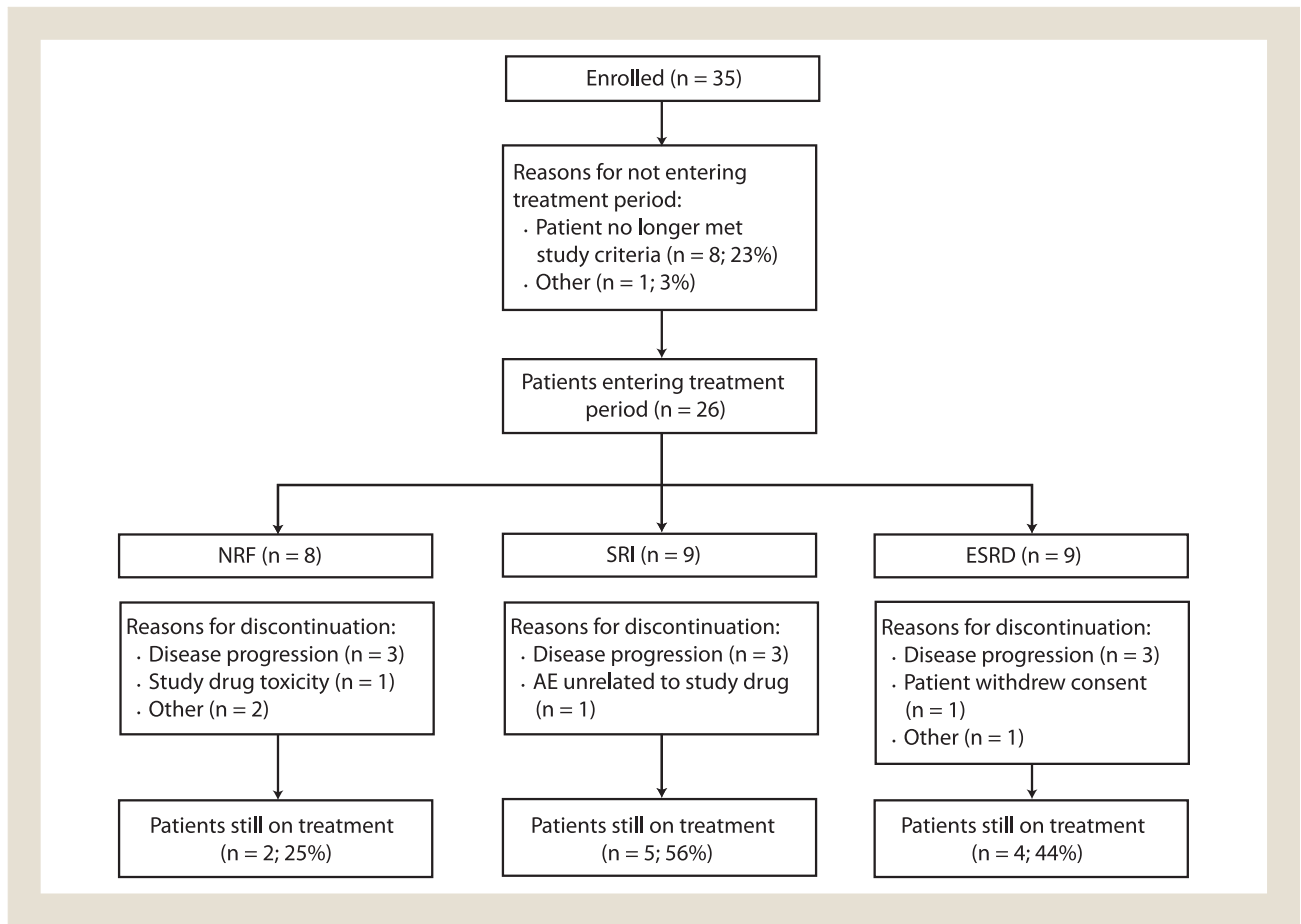 Enrolled (n = 35)
Reasons for not entering
treatment period:
· Patient no longer met
study criteria (n = 8; 23%)
· Other (n = 1; 3%)
Patients entering treatment
period (n = 26)
NRF (n = 8)
Reasons for discontinuation:
· Disease progression (n = 3)
· Study drug toxicity (n = 1)
· Other (n = 2)
Patients still on treatment
(n = 2; 25%)
SRI (n = 9)
Reasons for discontinuation:
· Disease progression (n = 3)
· AE unrelated to study drug
(n = 1)
Patients still on treatment
(n = 5; 56%)
ESRD (n = 9)
Reasons for discontinuation:
· Disease progression (n = 3)
· Patient withdrew consent
(n = 1)
· Other (n = 1)
Patients still on treatment
(n = 4; 44%)